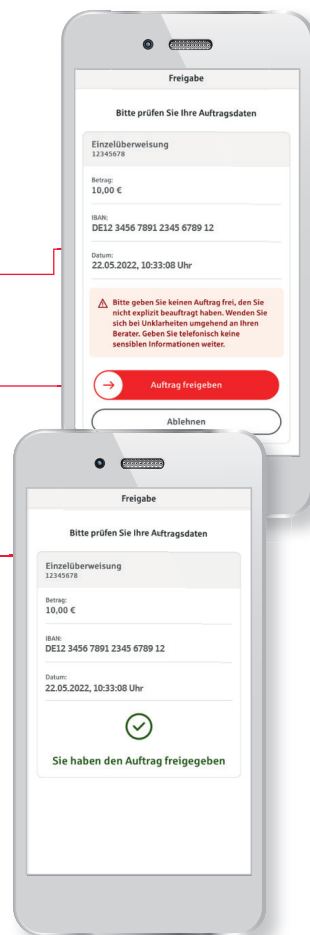 Freigabe
Bitte prüfen Sie Ihre Auftragsdaten
Einzelüberweisung
12345678
Betrag:
10,00 €
IBAN:
DE12 3456 7891 2345 6789 12
Datum:
22.05.2022, 10:33:08 Uhr
Bitte geben Sie keinen Auftrag frei, den Sie
nicht explizit beauftragt haben. Wenden Sie
sich bei Unklarheiten umgehend an Ihren
Berater. Geben Sie telefonisch keine
sensiblen Informationen weiter.
Auftrag freigeben
Ablehnen
Freigabe
Bitte prüfen Sie Ihre Auftragsdaten
Einzelüberweisung
12345678
Betrag:
10,00 €
IBAN:
DE12 3456 7891 2345 6789 12
Datum:
22.05.2022, 10:33:08 Uhr
Sie haben den Auftrag freigegeben